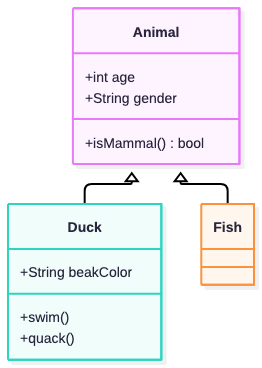 Animal
+int age
+String gender
+isMammal() : bool
Duck
+String beakColor
+swim()
+quack()
Fish